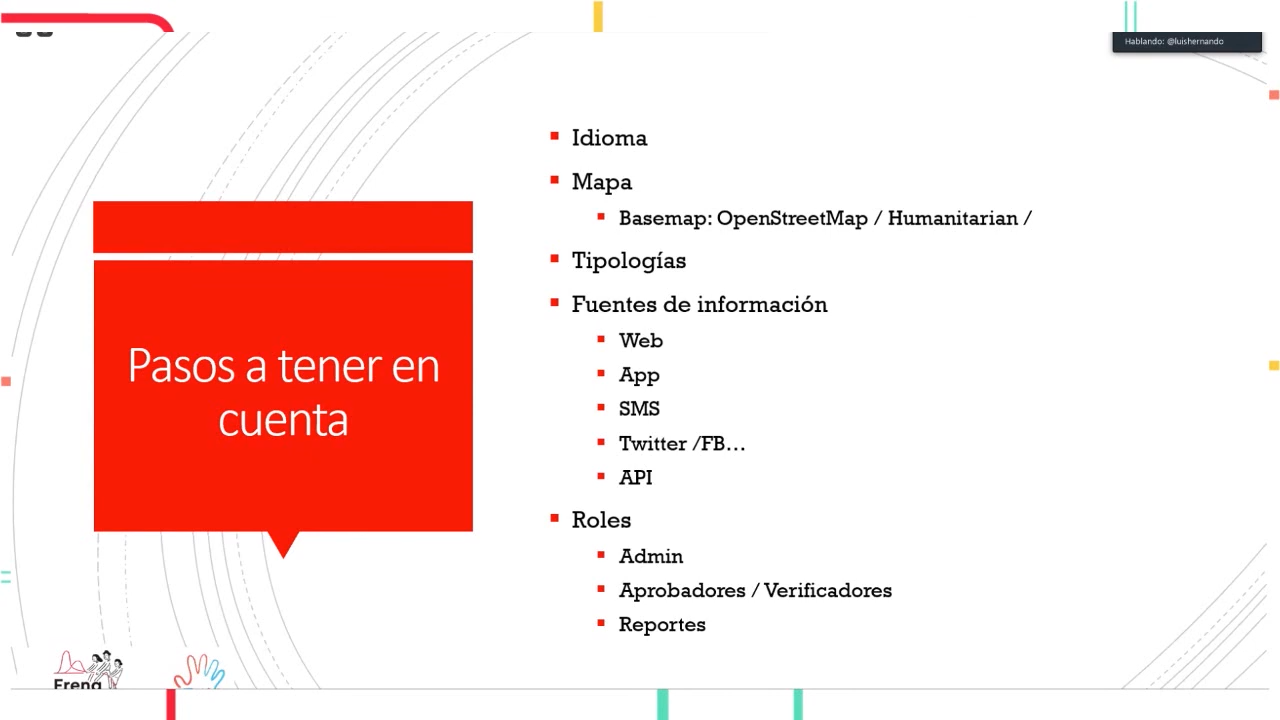 Hablando: @luishernando
Pasos a tener en
cuenta
Idioma
Mapa
Basemap: OpenStreetMap / Humanitarian /
Tipologías
Fuentes de información
Web
App
SMS
Twitter /FB...
API
Roles
Admin
Aprobadores / Verificadores
Reportes
Frena